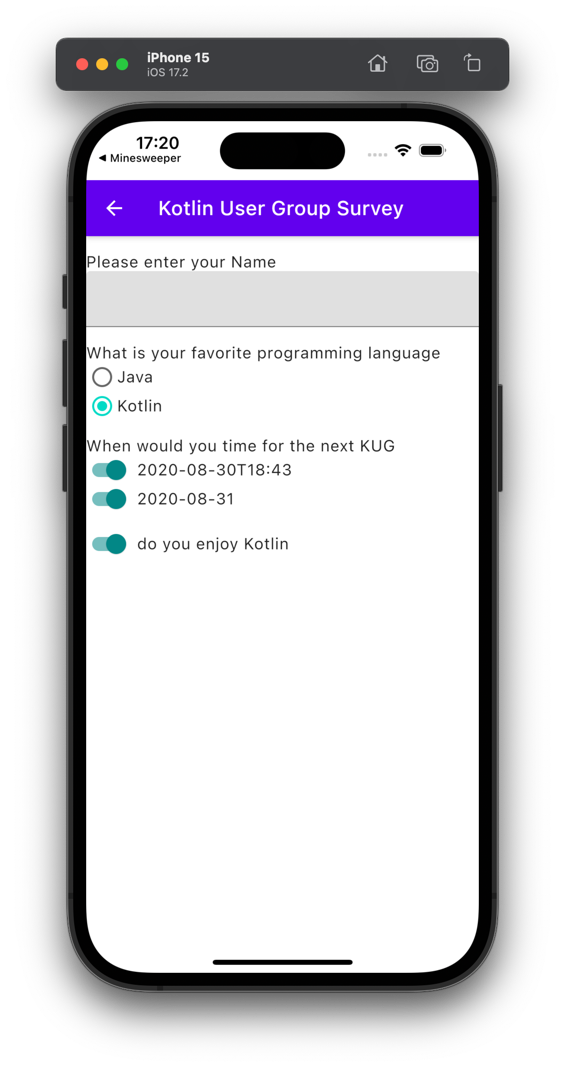 iPhone 15
iOS 17.2
17:20
◀ Minesweeper
Kotlin User Group Survey
Please enter your Name
What is your favorite programming language
Java
Kotlin
When would you time for the next KUG
2020-08-30T18:43
2020-08-31
do you enjoy Kotlin